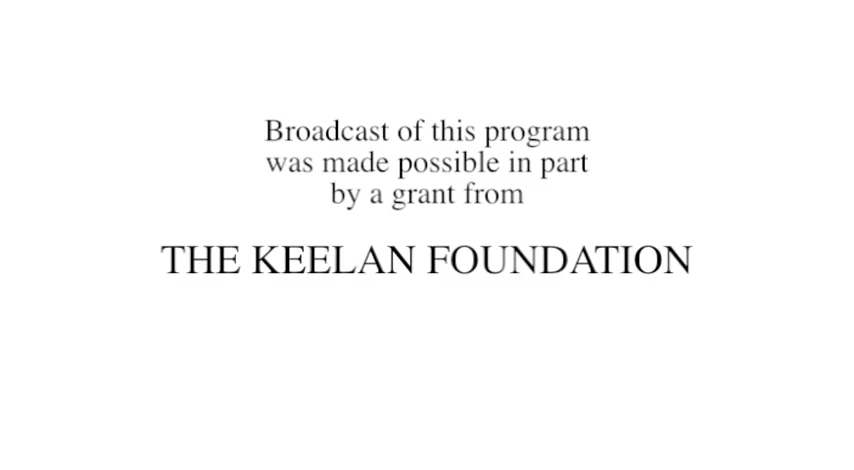 Broadcast of this program
was made possible in part
by a grant from
THE KEELAN FOUNDATION